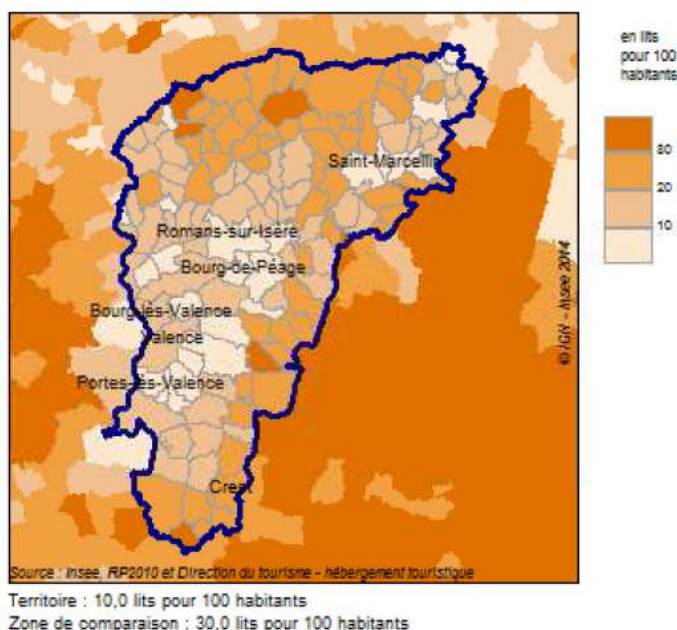 en lits
pour 100
habitants
80
20
10
Saint-Marcellin
Romans-sur-Isère
Bourg-de-Péage
Bourg-lès-Valence
Valence
Portes-lès-Valence
Crest
© IGN - Insee 2014
Source : Insee, RP2010 et Direction du tourisme - hébergement touristique
Territoire : 10,0 lits pour 100 habitants
Zone de comparaison : 30,0 lits pour 100 habitants